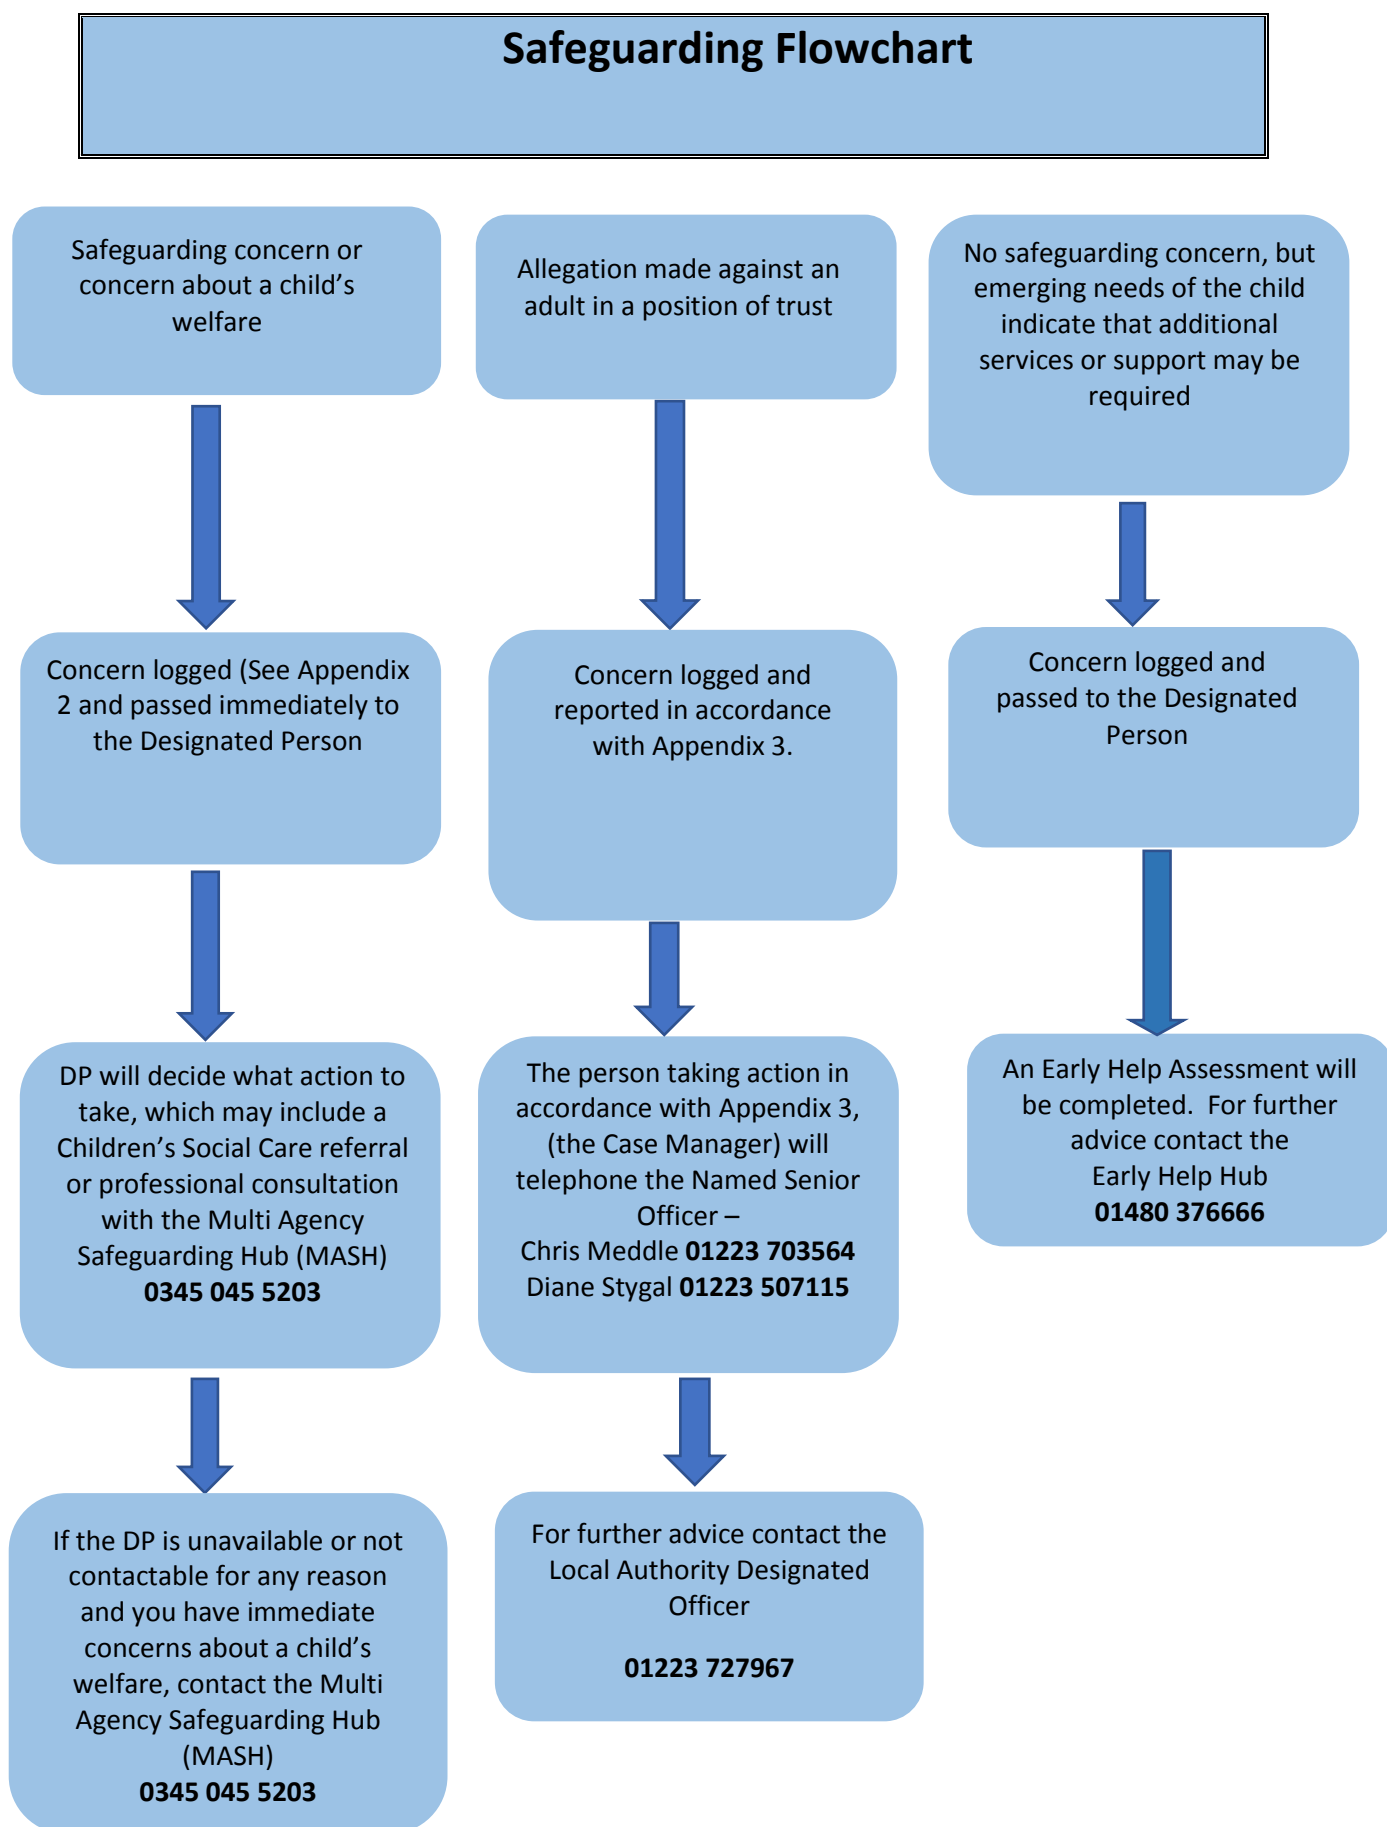 Safeguarding Flowchart
Safeguarding concern or
concern about a child’s
welfare
Concern logged (See Appendix
2 and passed immediately to
the Designated Person
DP will decide what action to
take, which may include a
Children’s Social Care referral
or professional consultation
with the Multi Agency
Safeguarding Hub (MASH)
0345 045 5203
If the DP is unavailable or not
contactable for any reason
and you have immediate
concerns about a child’s
welfare, contact the Multi
Agency Safeguarding Hub
(MASH)
0345 045 5203
Allegation made against an
adult in a position of trust
Concern logged and
reported in accordance
with Appendix 3.
The person taking action in
accordance with Appendix 3,
(the Case Manager) will
telephone the Named Senior
Officer –
Chris Meddle 01223 703564
Diane Stygal 01223 507115
For further advice contact the
Local Authority Designated
Officer
01223 727967
No safeguarding concern, but
emerging needs of the child
indicate that additional
services or support may be
required
Concern logged and
passed to the Designated
Person
An Early Help Assessment will
be completed.  For further
advice contact the
Early Help Hub
01480 376666